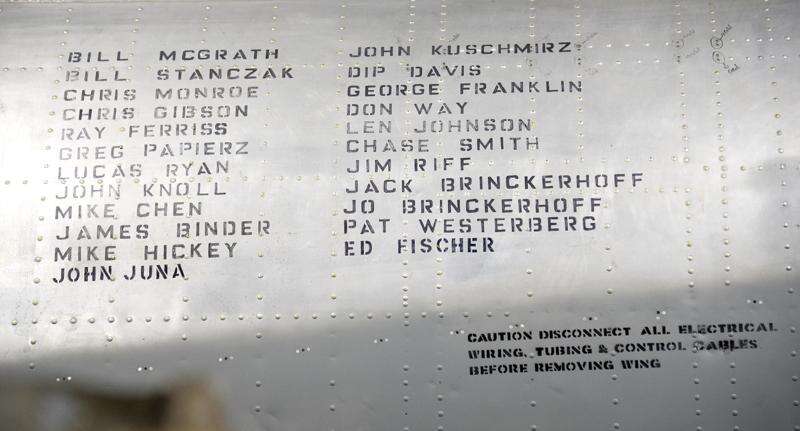 BILL MCGRATH
BILL STANCZAK
CHRIS MONROE
CHRIS GIBSON
RAY FERRISS
GREG PAPIERZ
LUCAS RYAN
JOHN KNOLL
MIKE CHEN
JAMES BINDER
MIKE HICKEY
JOHN JUNA
JOHN KUSCHMIRZ
DIP DAVIS
GEORGE FRANKLIN
DON WAY
LEN JOHNSON
CHASE SMITH
JIM RIFF
JACK BRINCKERHOFF
JO BRINCKERHOFF
PAT WESTERBERG
ED FISCHER
CAUTION DISCONNECT ALL ELECTRICAL
WIRING, TUBING & CONTROL CABLES
BEFORE REMOVING WING